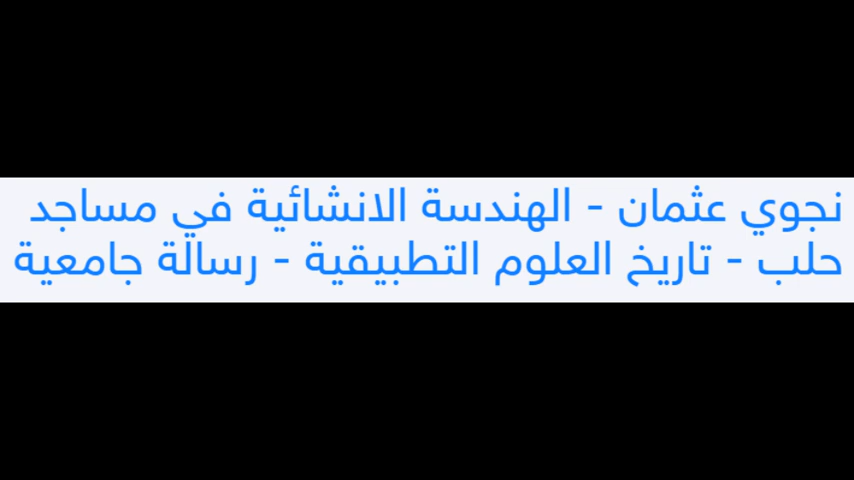 نجوي عثمان - الهندسة الانشائية في مساجد
حلب - تاريخ العلوم التطبيقية - رسالة جامعية